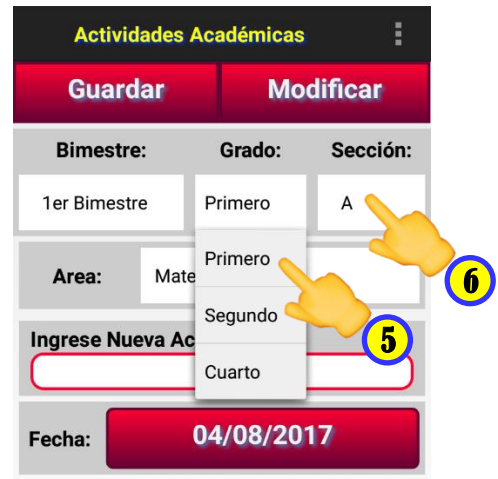 Actividades Académicas
Guardar Modificar
Bimestre: Grado: Sección:
1er Bimestre Primero A
Primero
6
Area: Mate
Segundo
5
Ingrese Nueva Ac
Cuarto
Fecha: 04/08/2017